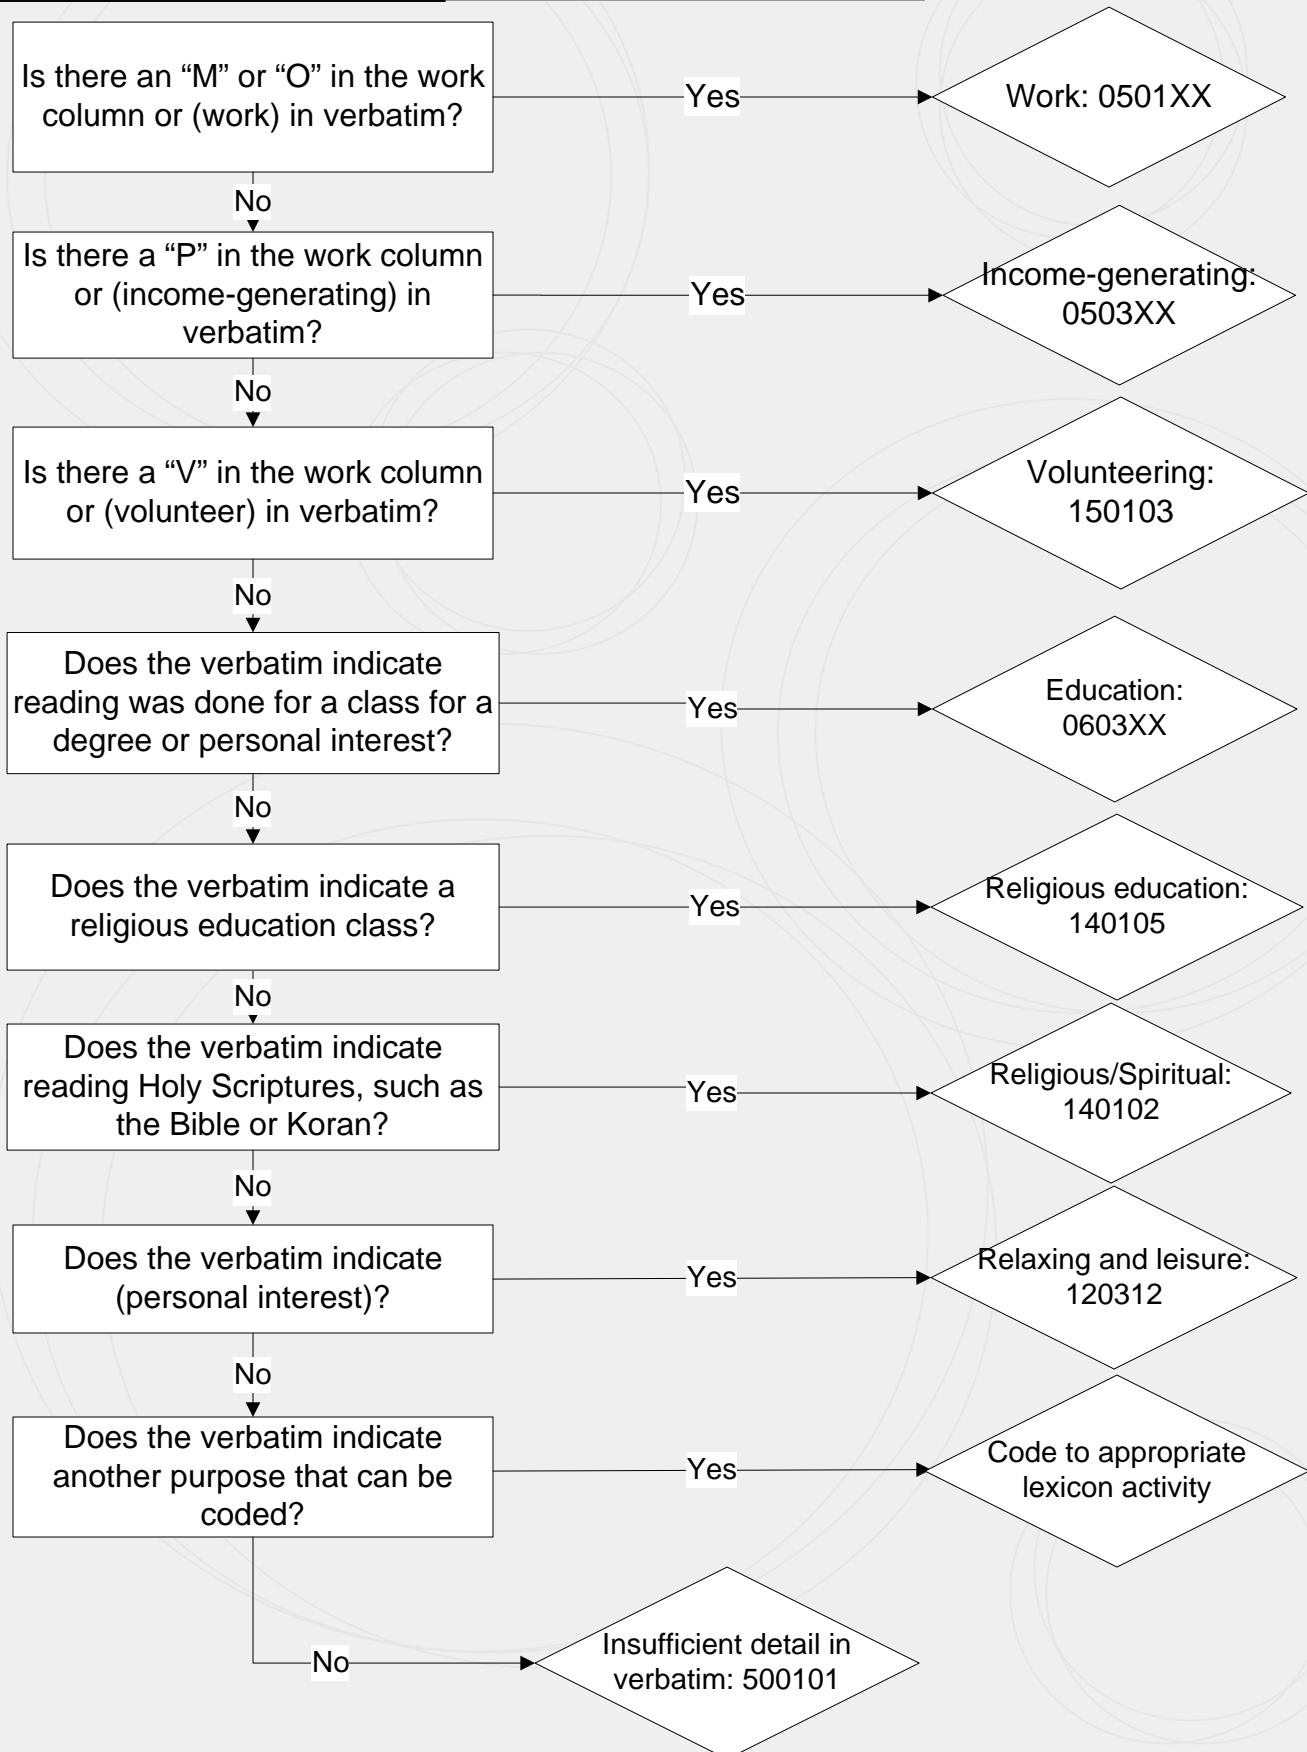 Is there an “M” or “O” in the work
column or (work) in verbatim?
Yes
Work: 0501XX
No
Is there a “P” in the work column
or (income-generating) in
verbatim?
Yes
Income-generating:
0503XX
No
Is there a “V” in the work column
or (volunteer) in verbatim?
Yes
Volunteering:
150103
No
Does the verbatim indicate
reading was done for a class for a
degree or personal interest?
Yes
Education:
0603XX
No
Does the verbatim indicate a
religious education class?
Yes
Religious education:
140105
No
Does the verbatim indicate
reading Holy Scriptures, such as
the Bible or Koran?
Yes
Religious/Spiritual:
140102
No
Does the verbatim indicate
(personal interest)?
Yes
Relaxing and leisure:
120312
No
Does the verbatim indicate
another purpose that can be
coded?
Yes
Code to appropriate
lexicon activity
No
Insufficient detail in
verbatim: 500101